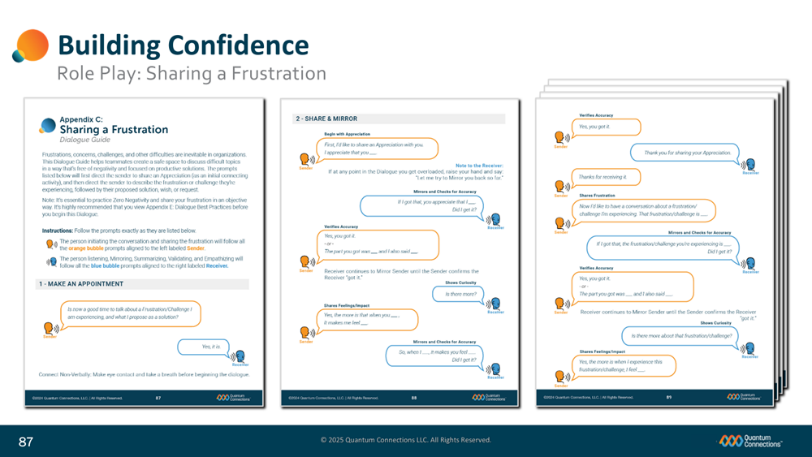 Building Confidence
Role Play: Sharing a Frustration
Appendix C:
Sharing a Frustration
Dialogue Guide
Frustrations, concerns, challenges, and other difficulties are inevitable in organizations.
This Dialogue Guide helps teammates create a safe space to discuss difficult topics
in a way that's free of negativity and focused on productive solutions. The prompts
listed below will first direct the sender to share an Appreciation (as an initial connecting
activity), and then direct the sender to describe the frustration or challenge they're
experiencing, followed by their proposed solution, wish, or request.
Note: It's essential to practice Zero Negativity and share your frustration in an objective
way. It's highly recommended that you view Appendix E: Dialogue Best Practices before
you begin this Dialogue.
Instructions: Follow the prompts exactly as they are listed below.
The person initiating the conversation and sharing the frustration will follow all
the orange bubble prompts aligned to the left labeled Sender.
The person listening, Mirroring, Summarizing, Validating, and Empathizing will
follow all the blue bubble prompts aligned to the right labeled Receiver.
1 - MAKE AN APPOINTMENT
Is now a good time to talk about a Frustration/Challenge I
am experiencing, and what I propose as a solution?
Sender
Yes, it is.
Receiver
Connect Non-Verbally: Make eye contact and take a breath before beginning the dialogue.
©2024 Quantum Connections, LLC. | All Rights Reserved.
87
Quantum
Connections
2 - SHARE & MIRROR
Begin with Appreciation
First, I'd like to share an Appreciation with you.
I appreciate that you ___.
Sender
Note to the Receiver:
If at any point in the Dialogue you get overloaded, raise your hand and say:
"Let me try to Mirror you back so far."
Mirrors and Checks for Accuracy
If I got that, you appreciate that I ___.
Did I get it?
Receiver
Verifies Accuracy
Yes, you got it.
- or -
The part you got was ___, and I also said ___.
Sender
Receiver continues to Mirror Sender until the Sender confirms the
Receiver "got it."
Shows Curiosity
Is there more?
Receiver
Shares Feelings/Impact
Yes, the more is that when you ___,
it makes me feel ___.
Sender
Mirrors and Checks for Accuracy
So, when I ___, it makes you feel ___.
Did I get it?
Receiver
©2024 Quantum Connections, LLC. | All Rights Reserved.
88
Quantum
Connections
Verifies Accuracy
Yes, you got it.
Sender
Thank you for sharing your Appreciation.
Receiver
Thanks for receiving it.
Sender
Shares Frustration
Now I'd like to have a conversation about a frustration/
challenge I'm experiencing. That frustration/challenge is ___.
Sender
Mirrors and Checks for Accuracy
If I got that, the frustration/challenge you're experiencing is ___.
Did I get it?
Receiver
Verifies Accuracy
Yes, you got it.
- or -
The part you got was ___, and I also said ___.
Sender
Receiver continues to Mirror Sender until the Sender confirms the Receiver
"got it."
Shows Curiosity
Is there more about that frustration/challenge?
Receiver
Shares Feelings/Impact
Yes, the more is when I experience this
frustration/challenge, I feel ___.
Sender
©2024 Quantum Connections, LLC. | All Rights Reserved.
89
Quantum
Connections
87
© 2025 Quantum Connections LLC. All Rights Reserved.
Quantum
Connections